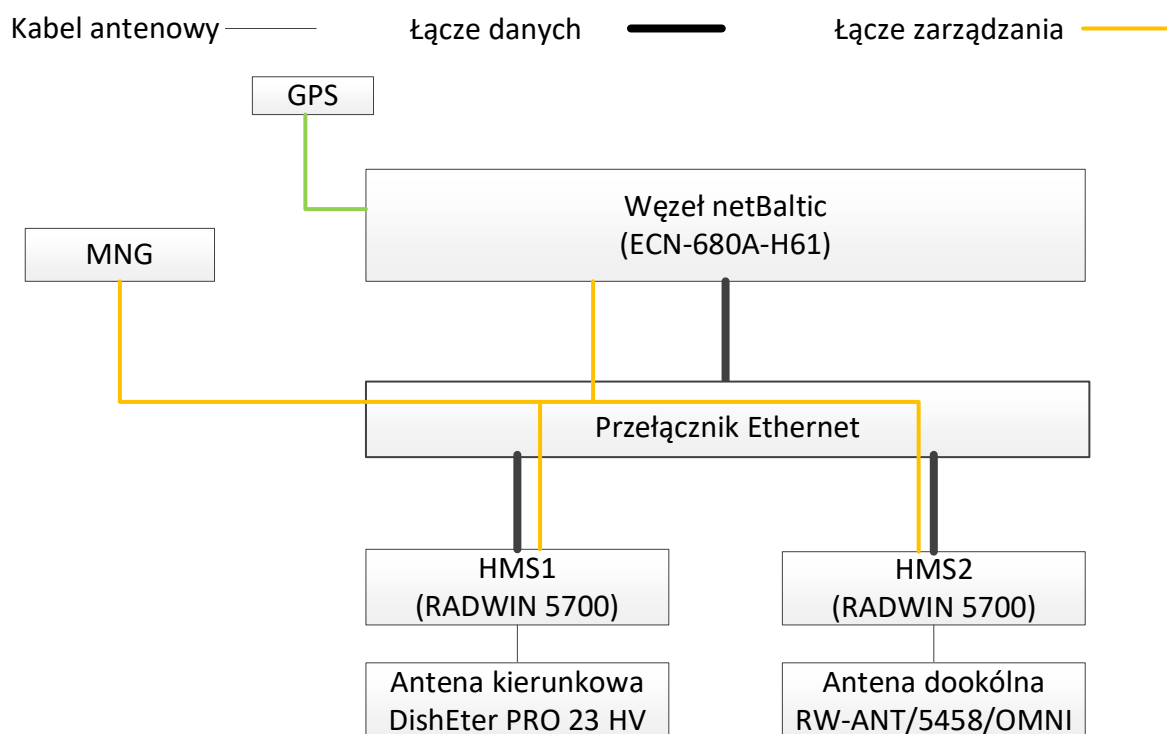 Kabel antenowy
Łącze danych
Łącze zarządzania
GPS
Węzeł netBaltic
(ECN-680A-H61)
MNG
Przełącznik Ethernet
HMS1
(RADWIN 5700)
HMS2
(RADWIN 5700)
Antena kierunkowa
DishEter PRO 23 HV
Antena dookólna
RW-ANT/5458/OMNI